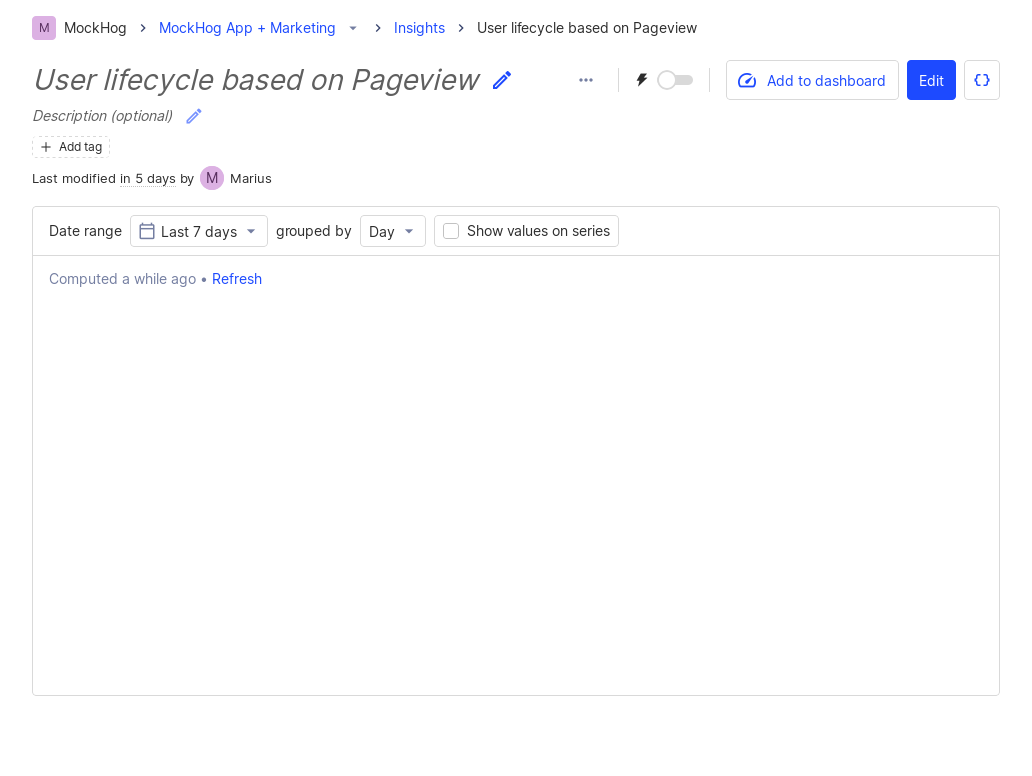 M MockHog MockHog App + Marketing Insights User lifecycle based on Pageview
User lifecycle based on Pageview Add to dashboard Edit {}
Description (optional)
+ Add tag
Last modified in 5 days by M Marius
Date range Last 7 days grouped by Day Show values on series
Computed a while ago • Refresh